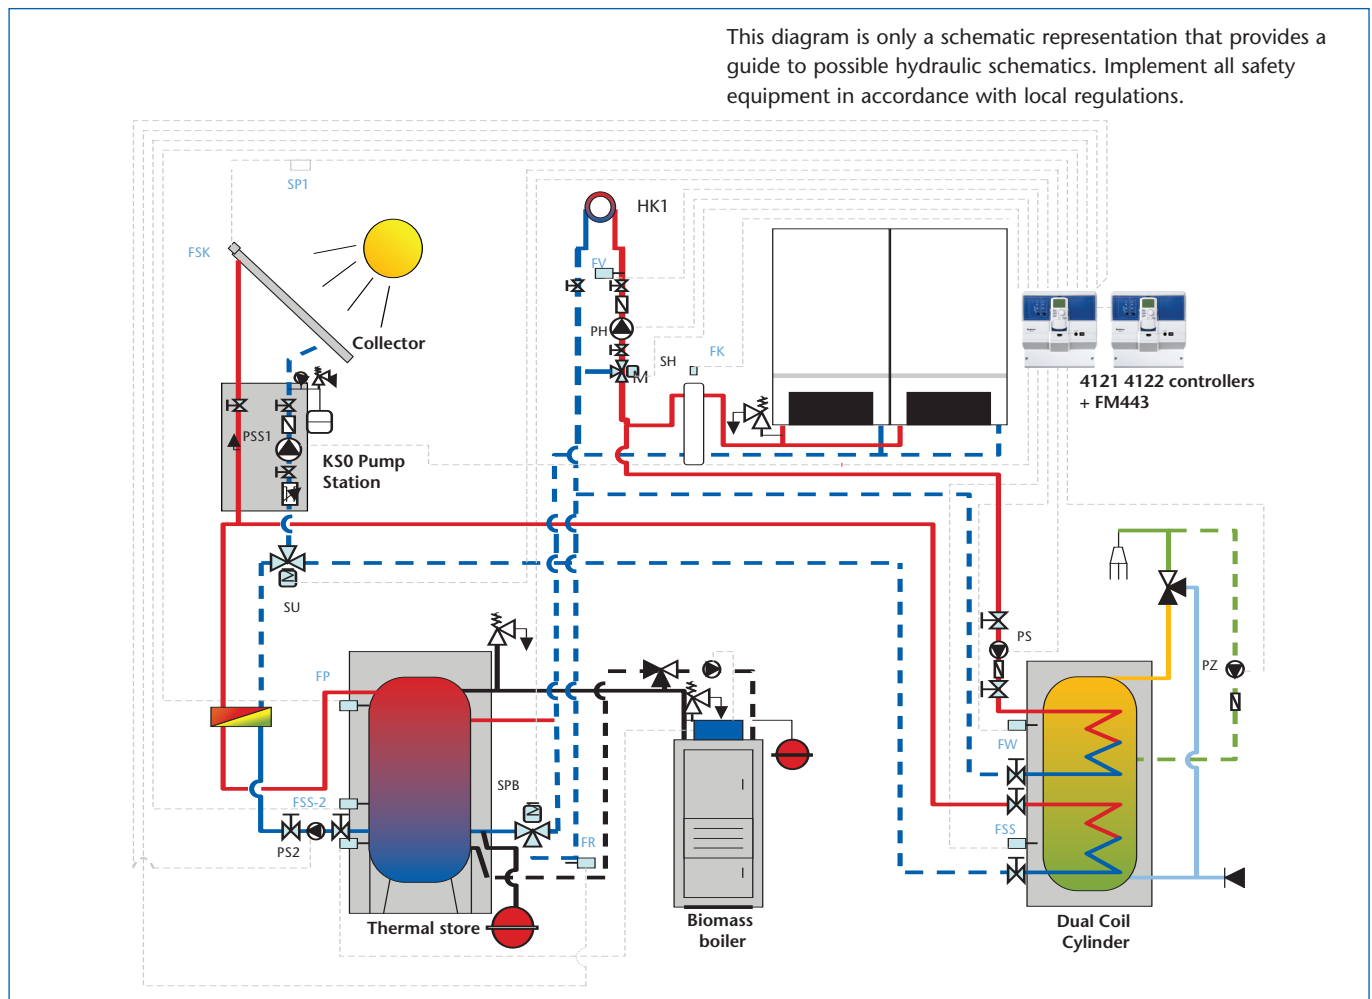 This diagram is only a schematic representation that provides a
guide to possible hydraulic schematics. Implement all safety
equipment in accordance with local regulations.
SP1
HK1
FSK
FV
Collector
PH
SH
FK
M
4121 4122 controllers
+ FM443
PSS1
KS0 Pump
Station
SU
PS
FP
PZ
FW
SPB
FSS-2
FSS
PS2
FR
Thermal store
Biomass
boiler
Dual Coil
Cylinder